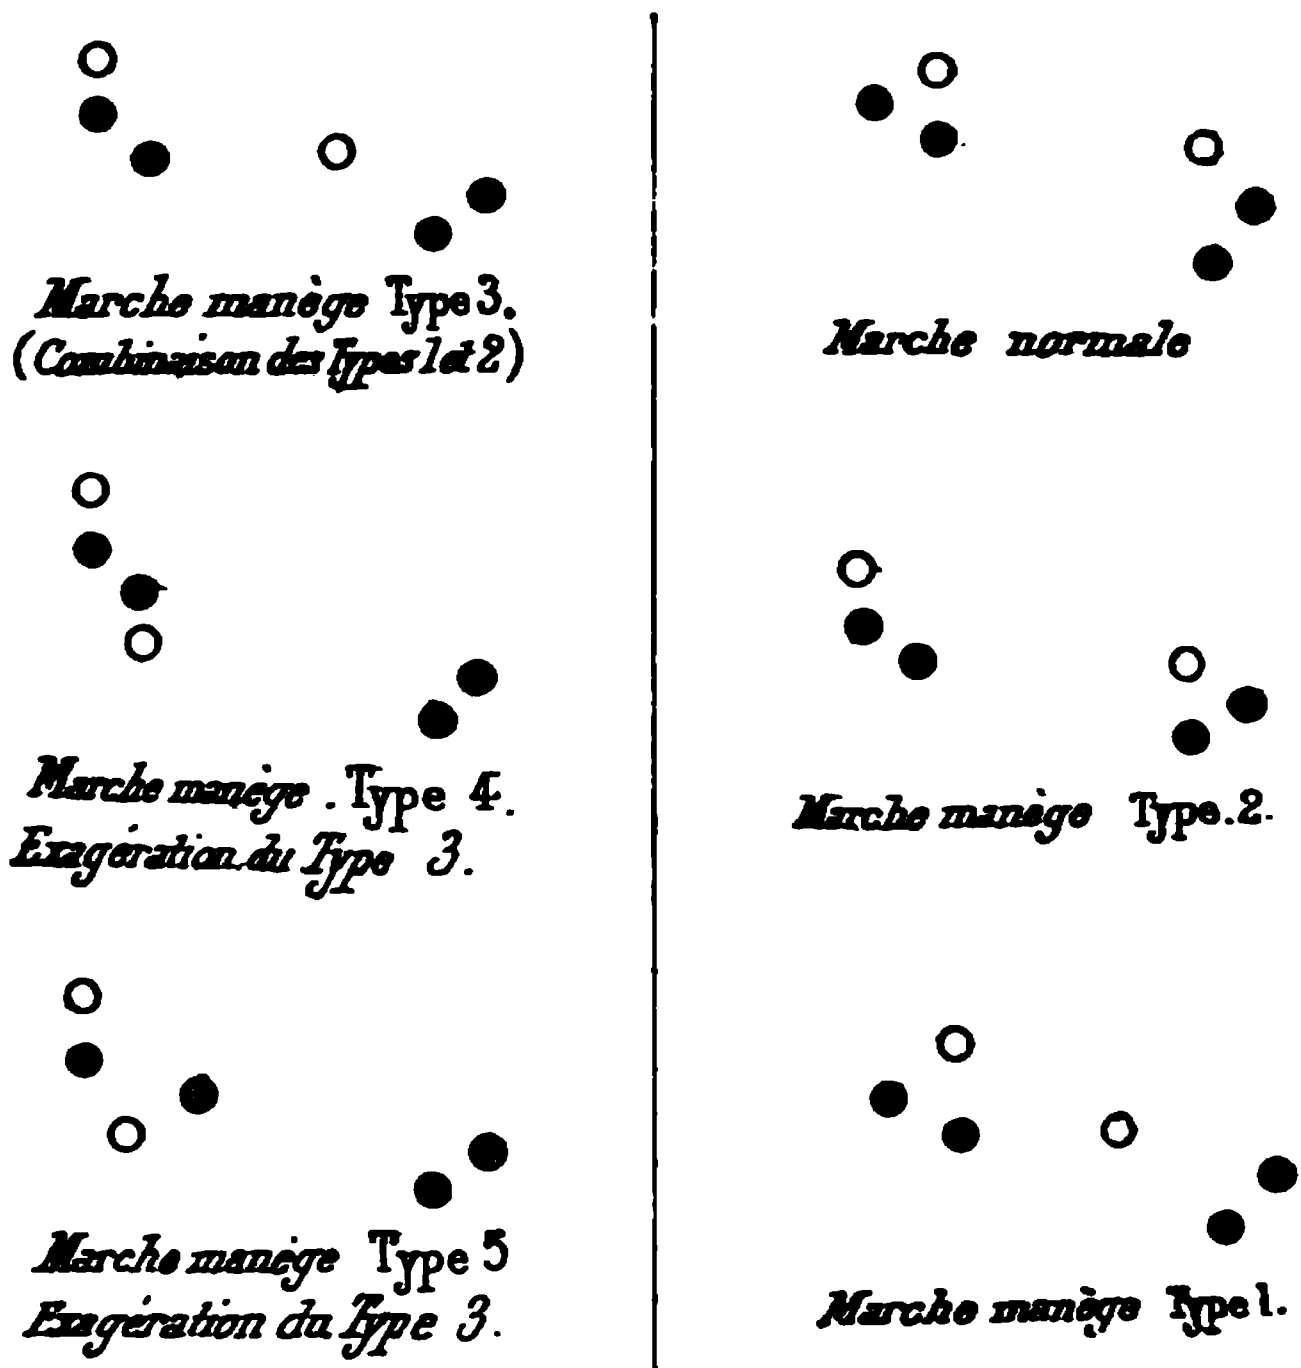 Marche manège Type 3.
(Combinaison des Types 1 et 2)
Marche manège . Type 4.
Exagération du Type 3.
Marche manège Type 5
Exagération du Type 3.
Marche normale
Marche manège Type. 2.
Marche manège Type 1.